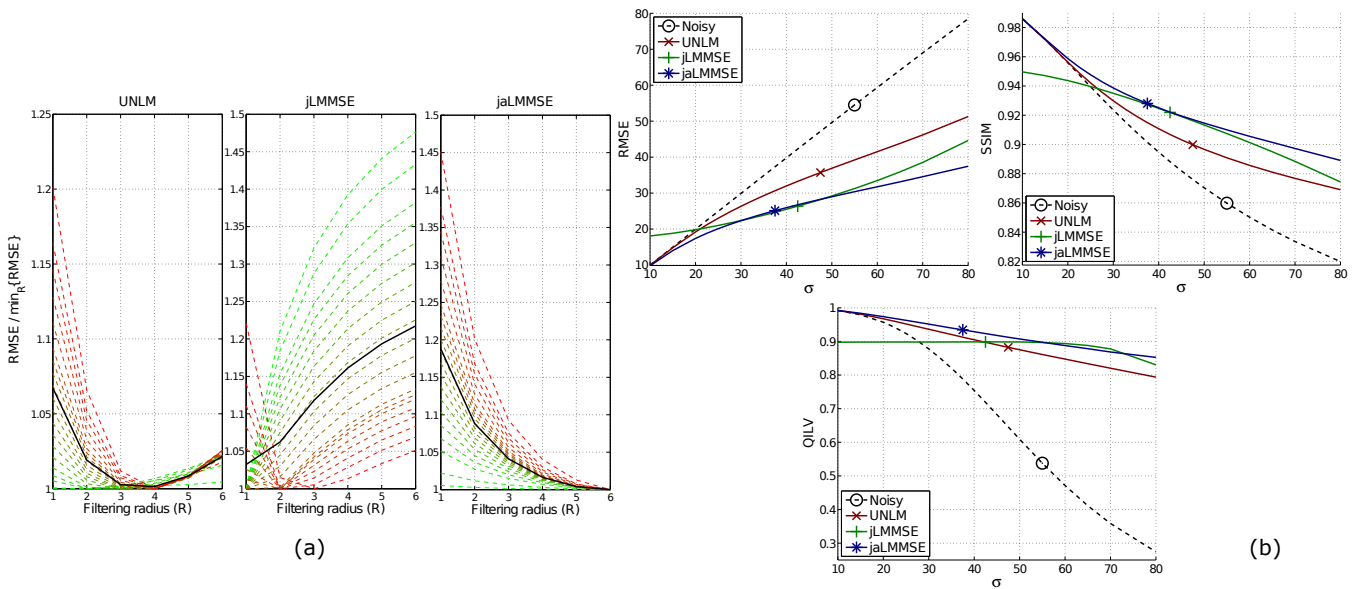 UNLM
jLMMSE
jaLMMSE
RMSE / min_R{RMSE}
1.25
1.2
1.15
1.1
1.05
1
1 2 3 4 5 6
Filtering radius (R)
1.5
1.45
1.4
1.35
1.3
1.25
1.2
1.15
1.1
1.05
1
1 2 3 4 5 6
Filtering radius (R)
1.5
1.45
1.4
1.35
1.3
1.25
1.2
1.15
1.1
1.05
1
1 2 3 4 5 6
Filtering radius (R)
(a)
RMSE
80
70
60
50
40
30
20
10
10 20 30 40 50 60 70 80
σ
Noisy
UNLM
jLMMSE
jaLMMSE
SSIM
0.98
0.96
0.94
0.92
0.9
0.88
0.86
0.84
0.82
10 20 30 40 50 60 70 80
σ
Noisy
UNLM
jLMMSE
jaLMMSE
QILV
1
0.9
0.8
0.7
0.6
0.5
0.4
0.3
10 20 30 40 50 60 70 80
σ
Noisy
UNLM
jLMMSE
jaLMMSE
(b)